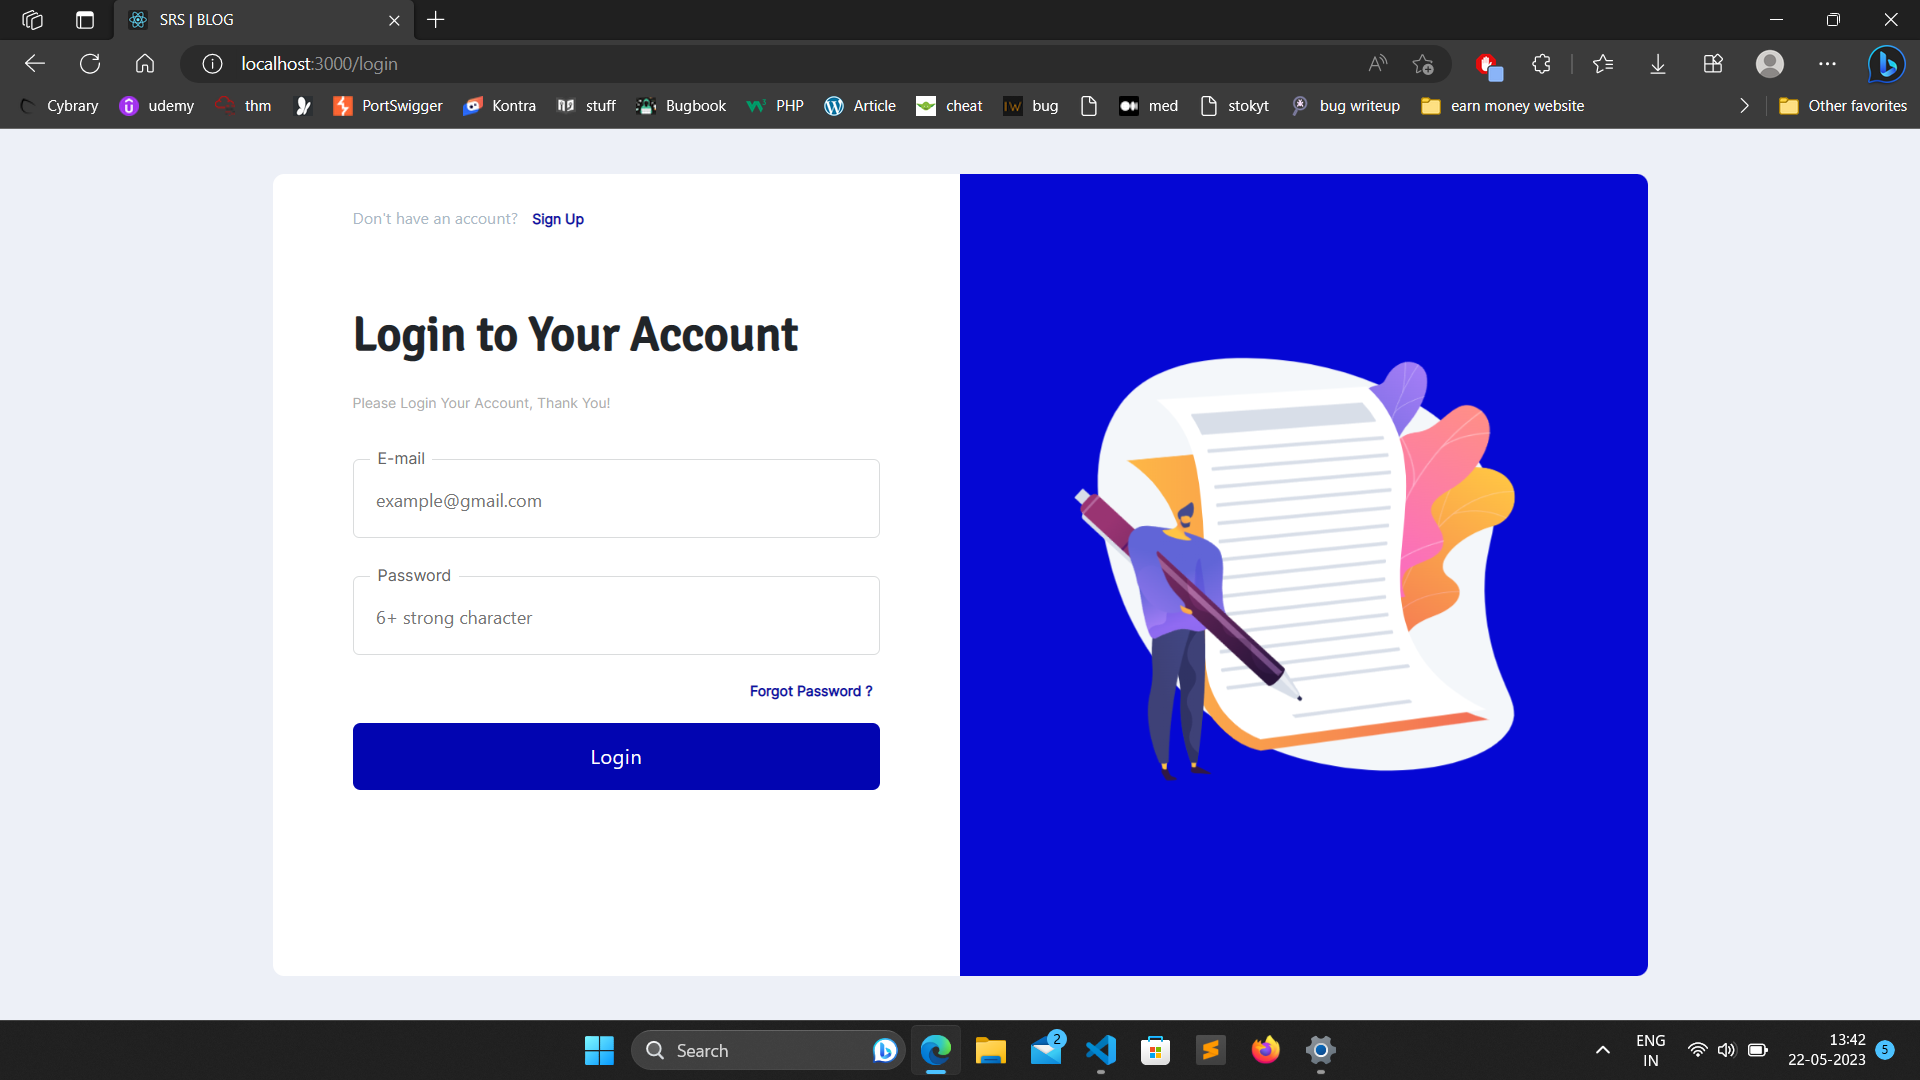 SRS | BLOG
localhost:3000/login
Cybrary udemy thm PortSwigger Kontra stuff Bugbook PHP Article cheat bug med stokyt bug writeup earn money website Other favorites
Don't have an account? Sign Up
Login to Your Account
Please Login Your Account, Thank You!
E-mail
example@gmail.com
Password
6+ strong character
Forgot Password ?
Login
Search
2
ENG
IN
13:42
22-05-2023
5